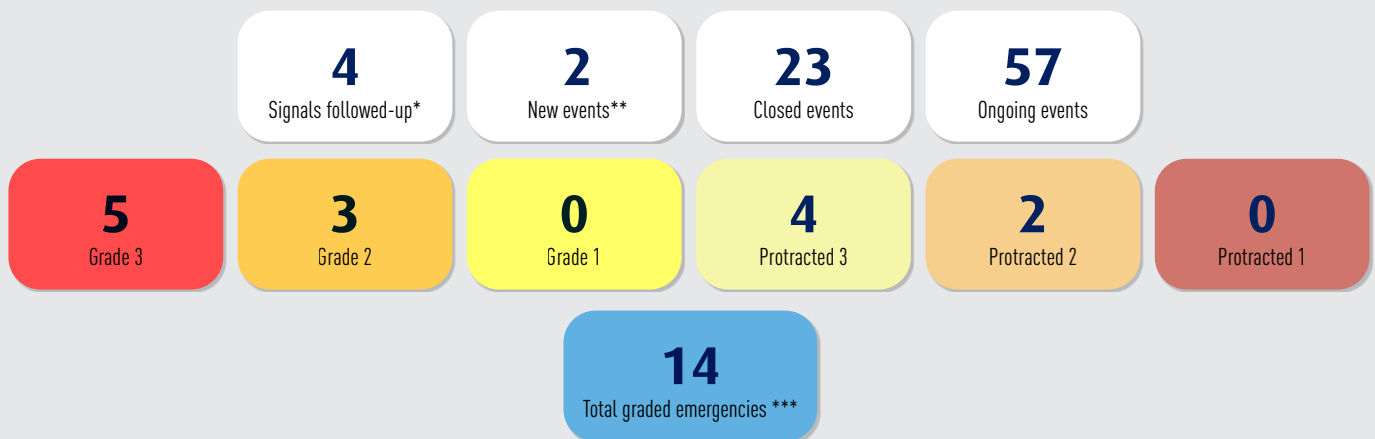 4
Signals followed-up*
2
New events**
23
Closed events
57
Ongoing events
5
Grade 3
3
Grade 2
0
Grade 1
4
Protracted 3
2
Protracted 2
0
Protracted 1
14
Total graded emergencies ***